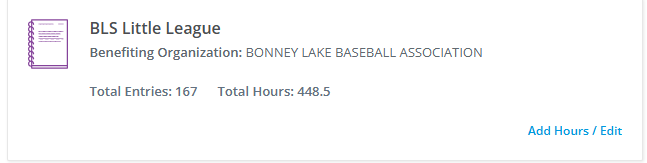 BLS Little League
Benefiting Organization: BONNEY LAKE BASEBALL ASSOCIATION
Total Entries: 167 Total Hours: 448.5
Add Hours / Edit